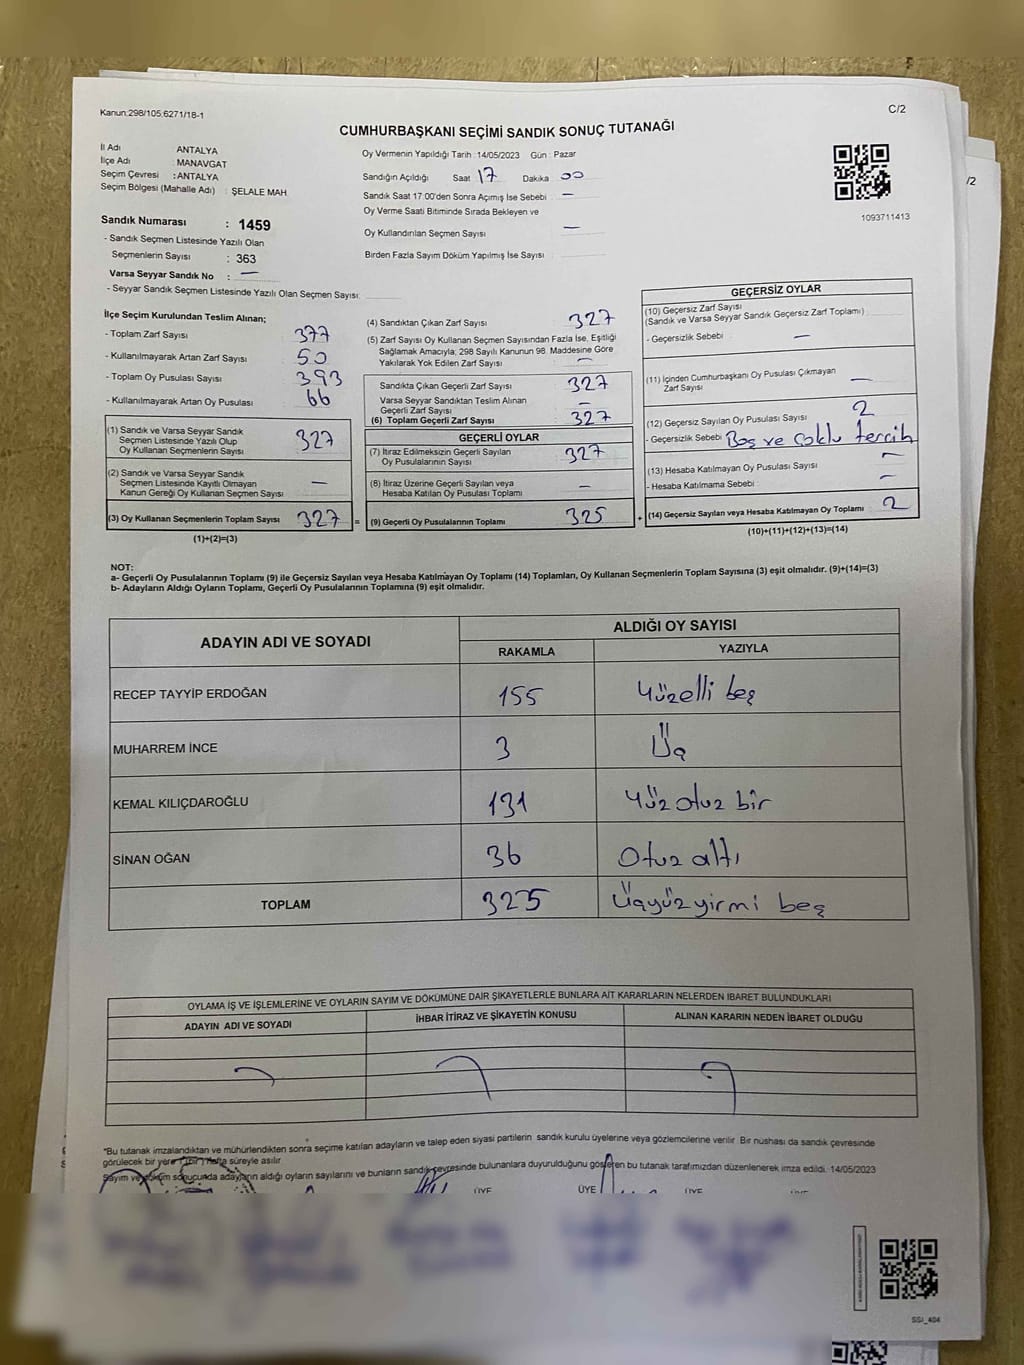 Kanun:298/105.6271/18-1
C/2
CUMHURBAŞKANI SEÇİMİ SANDIK SONUÇ TUTANAĞI
İl Adı ANTALYA
İlçe Adı : MANAVGAT
Seçim Çevresi : ANTALYA
Seçim Bölgesi (Mahalle Adı) : ŞELALE MAH.
Sandık Numarası : 1459
- Sandık Seçmen Listesinde Yazılı Olan
Seçmenlerin Sayısı : 363
Varsa Seyyar Sandık No : —
- Seyyar Sandık Seçmen Listesinde Yazılı Olan Seçmen Sayısı:
Oy Vermenin Yapıldığı Tarih : 14/05/2023 Gün : Pazar
Sandığın Açıldığı Saat 17 Dakika 00
Sandık Saat 17:00'den Sonra Açımış İse Sebebi : —
Oy Verme Saati Bitiminde Sırada Bekleyen ve
Oy Kullandırılan Seçmen Sayısı —
Birden Fazla Sayım Döküm Yapılmış İse Sayısı :
1093711413
/2
İlçe Seçim Kurulundan Teslim Alınan;
- Toplam Zarf Sayısı 377
- Kullanılmayarak Artan Zarf Sayısı 50
- Toplam Oy Pusulası Sayısı 393
- Kullanılmayarak Artan Oy Pusulası 66
(1) Sandık ve Varsa Seyyar Sandık
Seçmen Listesinde Yazılı Olup
Oy Kullanan Seçmenlerin Sayısı 327
(2) Sandık ve Varsa Seyyar Sandık
Seçmen Listesinde Kayıtlı Olmayan
Kanun Gereği Oy Kullanan Seçmen Sayısı —
(3) Oy Kullanan Seçmenlerin Toplam Sayısı 327 =
(1)+(2)=(3)
(4) Sandıktan Çıkan Zarf Sayısı 327
(5) Zarf Sayısı Oy Kullanan Seçmen Sayısından Fazla İse, Eşitliği
Sağlamak Amacıyla; 298 Sayılı Kanunun 98. Maddesine Göre
Yakılarak Yok Edilen Zarf Sayısı —
Sandıkta Çıkan Geçerli Zarf Sayısı 327
Varsa Seyyar Sandıktan Teslim Alınan
Geçerli Zarf Sayısı —
(6) Toplam Geçerli Zarf Sayısı 327
GEÇERLİ OYLAR
(7) İtiraz Edilmeksizin Geçerli Sayılan
Oy Pusulalarının Sayısı 327
(8) İtiraz Üzerine Geçerli Sayılan veya
Hesaba Katılan Oy Pusulası Toplamı —
(9) Geçerli Oy Pusulalarının Toplamı 325 +
GEÇERSİZ OYLAR
(10) Geçersiz Zarf Sayısı
(Sandık ve Varsa Seyyar Sandık Geçersiz Zarf Toplamı)
- Geçersizlik Sebebi —
(11) İçinden Cumhurbaşkanı Oy Pusulası Çıkmayan
Zarf Sayısı —
(12) Geçersiz Sayılan Oy Pusulası Sayısı 2
- Geçersizlik Sebebi Boş ve çoklu tercih
(13) Hesaba Katılmayan Oy Pusulası Sayısı —
- Hesaba Katılmama Sebebi —
(14) Geçersiz Sayılan veya Hesaba Katılmayan Oy Toplamı 2
(10)+(11)+(12)+(13)=(14)
NOT:
a- Geçerli Oy Pusulalarının Toplamı (9) ile Geçersiz Sayılan veya Hesaba Katılmayan Oy Toplamı (14) Toplamları, Oy Kullanan Seçmenlerin Toplam Sayısına (3) eşit olmalıdır. (9)+(14)=(3)
b- Adayların Aldığı Oyların Toplamı, Geçerli Oy Pusulalarının Toplamına (9) eşit olmalıdır.
ADAYIN ADI VE SOYADI ALDIĞI OY SAYISI
RAKAMLA YAZIYLA
RECEP TAYYİP ERDOĞAN 155 Yüzelli beş
MUHARREM İNCE 3 Üç
KEMAL KILIÇDAROĞLU 131 Yüz otuz bir
SİNAN OĞAN 36 Otuz altı
TOPLAM 325 Üçyüz yirmi beş
OYLAMA İŞ VE İŞLEMLERİNE VE OYLARIN SAYIM VE DÖKÜMÜNE DAİR ŞİKAYETLERLE BUNLARA AİT KARARLARIN NELERDEN İBARET BULUNDUKLARI
ADAYIN ADI VE SOYADI İHBAR İTİRAZ VE ŞİKAYETİN KONUSU ALINAN KARARIN NEDEN İBARET OLDUĞU
*Bu tutanak imzalandıktan ve mühürlendikten sonra seçime katılan adayların ve talep eden siyasi partilerin sandık kurulu üyelerine veya gözlemcilerine verilir. Bir nüshası da sandık çevresinde
görülecek bir yere 1 (bir) hafta süreyle asılır.
Sayım ve döküm sonucunda adayların aldığı oyların sayılarını ve bunların sandık çevresinde bulunanlara duyurulduğunu gösteren bu tutanak tarafımızdan düzenlenerek imza edildi. 14/05/2023
ÜYE ÜYE ÜYE
SSI_404